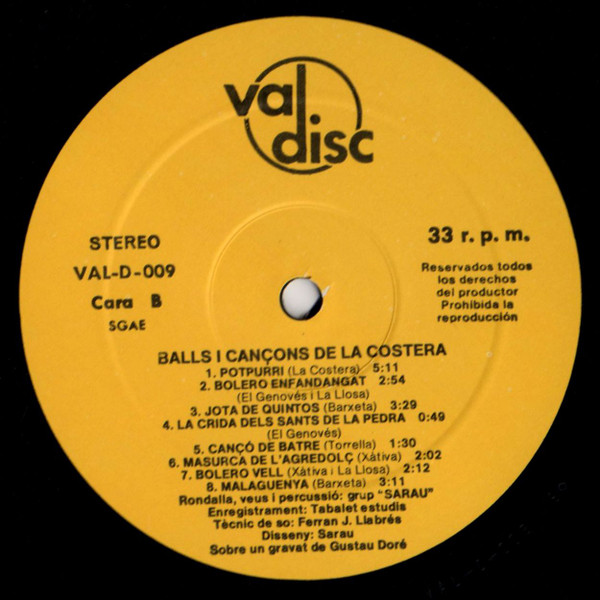 val
disc
STEREO
VAL-D-009
Cara B
SGAE
33 r. p. m.
Reservados todos
los derechos
del productor
Prohibida la
reproducción
BALLS I CANÇONS DE LA COSTERA
1. POTPURRI (La Costera) 5:11
2. BOLERO ENFANDANGAT 2:54
(El Genovés i La Llosa)
3. JOTA DE QUINTOS (Barxeta) 3:29
4. LA CRIDA DELS SANTS DE LA PEDRA 0:49
(El Genovés)
5. CANÇÓ DE BATRE (Torrella) 1:30
6. MASURCA DE L'AGREDOLÇ (Xàtiva) 2:02
7. BOLERO VELL (Xàtiva i La Llosa) 2:12
8. MALAGUENYA (Barxeta) 3:11
Rondalla, veus i percussió: grup "SARAU"
Enregistrament: Tabalet estudis
Tècnic de so: Ferran J. Llabrés
Disseny: Sarau
Sobre un gravat de Gustau Doré